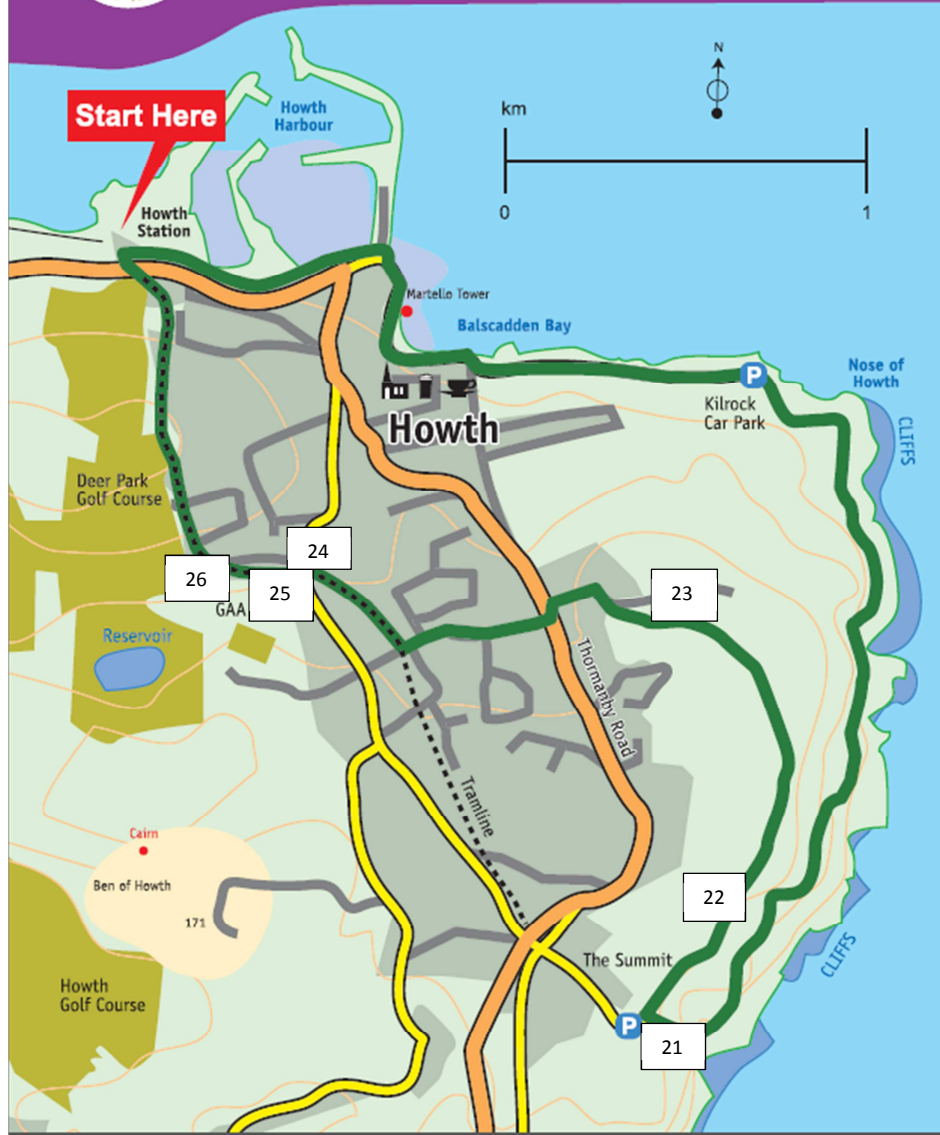 N
Start Here
Howth
Harbour
km
0
1
Howth
Station
Martello Tower
Balscadden Bay
P
Nose of
Howth
Kilrock
Car Park
CLIFFS
Howth
Deer Park
Golf Course
24
26
25
23
GAA
Reservoir
Thormanby Road
Tramline
Cairn
Ben of Howth
171
22
The Summit
CLIFFS
Howth
Golf Course
P
21